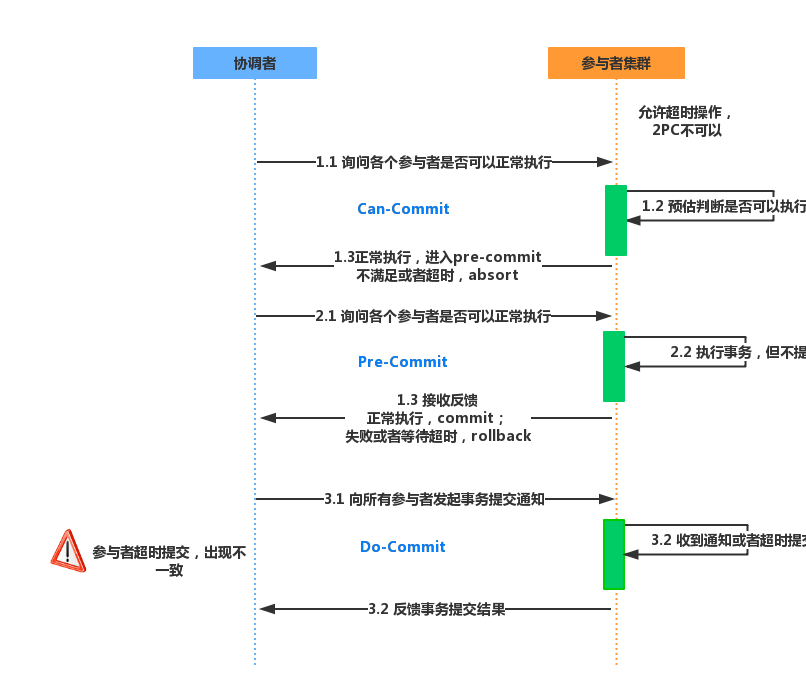 协调者
参与者集群
允许超时操作，
2PC不可以
1.1 询问各个参与者是否可以正常执行
Can-Commit
1.2 预估判断是否可以执行
1.3正常执行，进入pre-commit
不满足或者超时，absort
2.1 询问各个参与者是否可以正常执行
Pre-Commit
2.2 执行事务，但不提
1.3 接收反馈
正常执行，commit；
失败或者等待超时，rollback
3.1 向所有参与者发起事务提交通知
Do-Commit
3.2 收到通知或者超时提交
参与者超时提交，出现不
一致
3.2 反馈事务提交结果